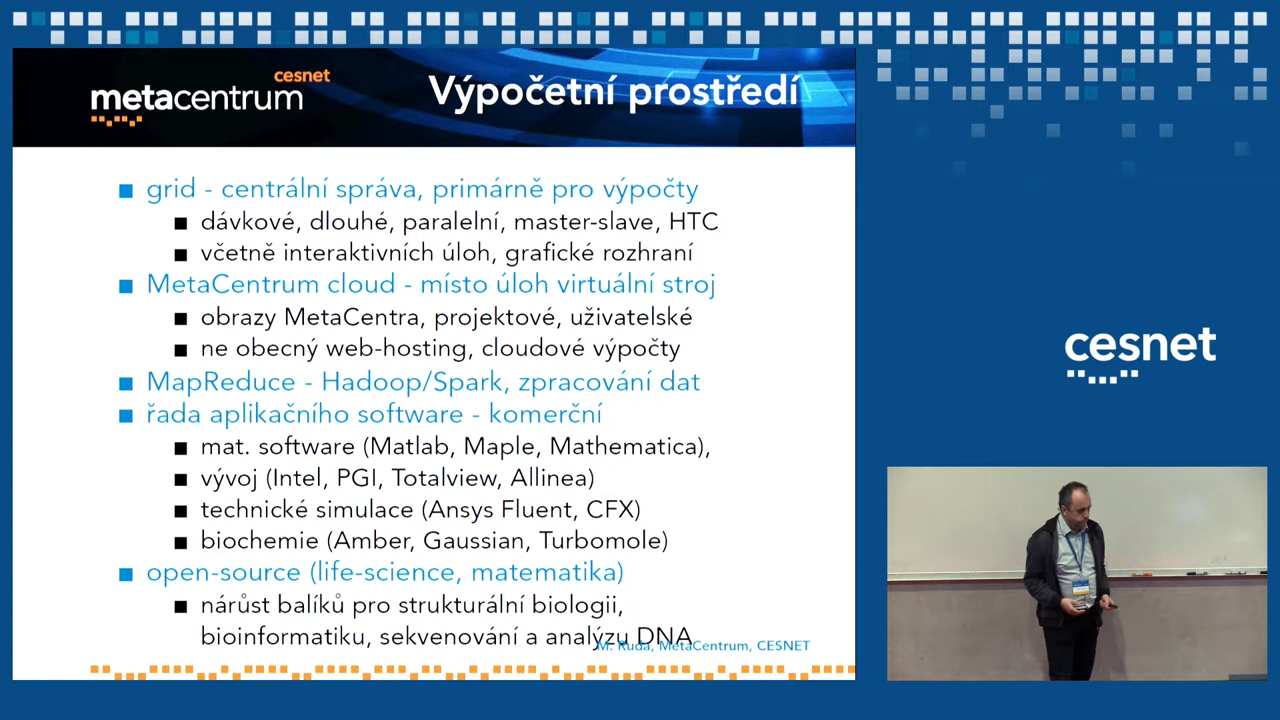 cesnet
metacentrum
Výpočetní prostředí
grid - centrální správa, primárně pro výpočty
dávkové, dlouhé, paralelní, master-slave, HTC
včetně interaktivních úloh, grafické rozhraní
MetaCentrum cloud - místo úloh virtuální stroj
obrazy MetaCentra, projektové, uživatelské
ne obecný web-hosting, cloudové výpočty
MapReduce - Hadoop/Spark, zpracování dat
řada aplikačního software - komerční
mat. software (Matlab, Maple, Mathematica),
vývoj (Intel, PGI, Totalview, Allinea)
technické simulace (Ansys Fluent, CFX)
biochemie (Amber, Gaussian, Turbomole)
open-source (life-science, matematika)
nárůst balíků pro strukturální biologii,
bioinformatiku, sekvenování a analýzu DNA
M. Ruda, MetaCentrum, CESNET
cesnet